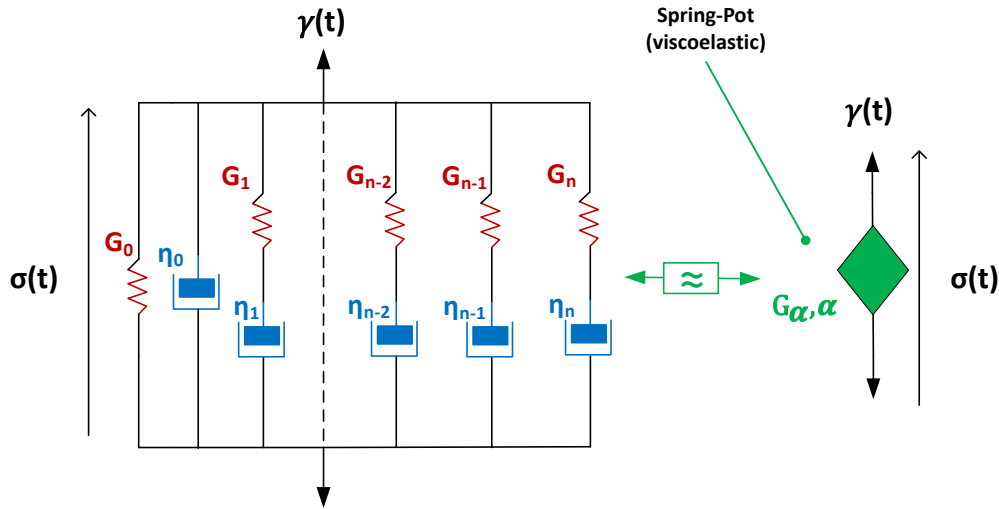 γ(t)
Spring-Pot
(viscoelastic)
γ(t)
G₁
Gₙ₋₂
Gₙ₋₁
Gₙ
G₀
η₀
σ(t)
≈
σ(t)
G𝛂,𝛂
η₁
ηₙ₋₂
ηₙ₋₁
ηₙ